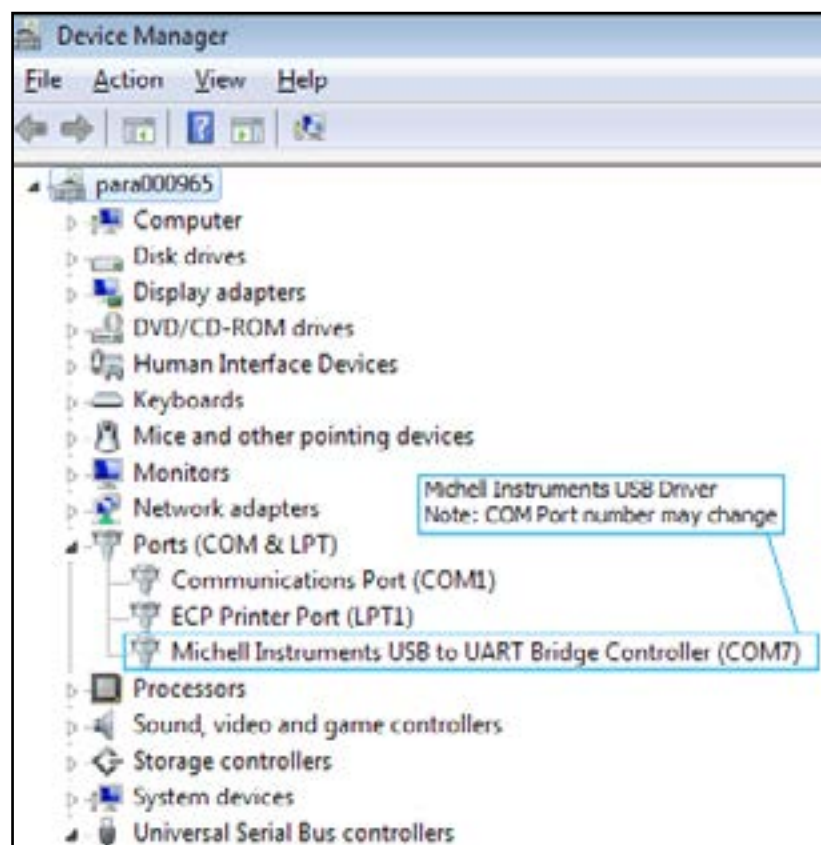 Device Manager
File Action View Help
para000965
Computer
Disk drives
Display adapters
DVD/CD-ROM drives
Human Interface Devices
Keyboards
Mice and other pointing devices
Monitors
Network adapters
Michell Instruments USB Driver
Note: COM Port number may change
Ports (COM & LPT)
Communications Port (COM1)
ECP Printer Port (LPT1)
Michell Instruments USB to UART Bridge Controller (COM7)
Processors
Sound, video and game controllers
Storage controllers
System devices
Universal Serial Bus controllers